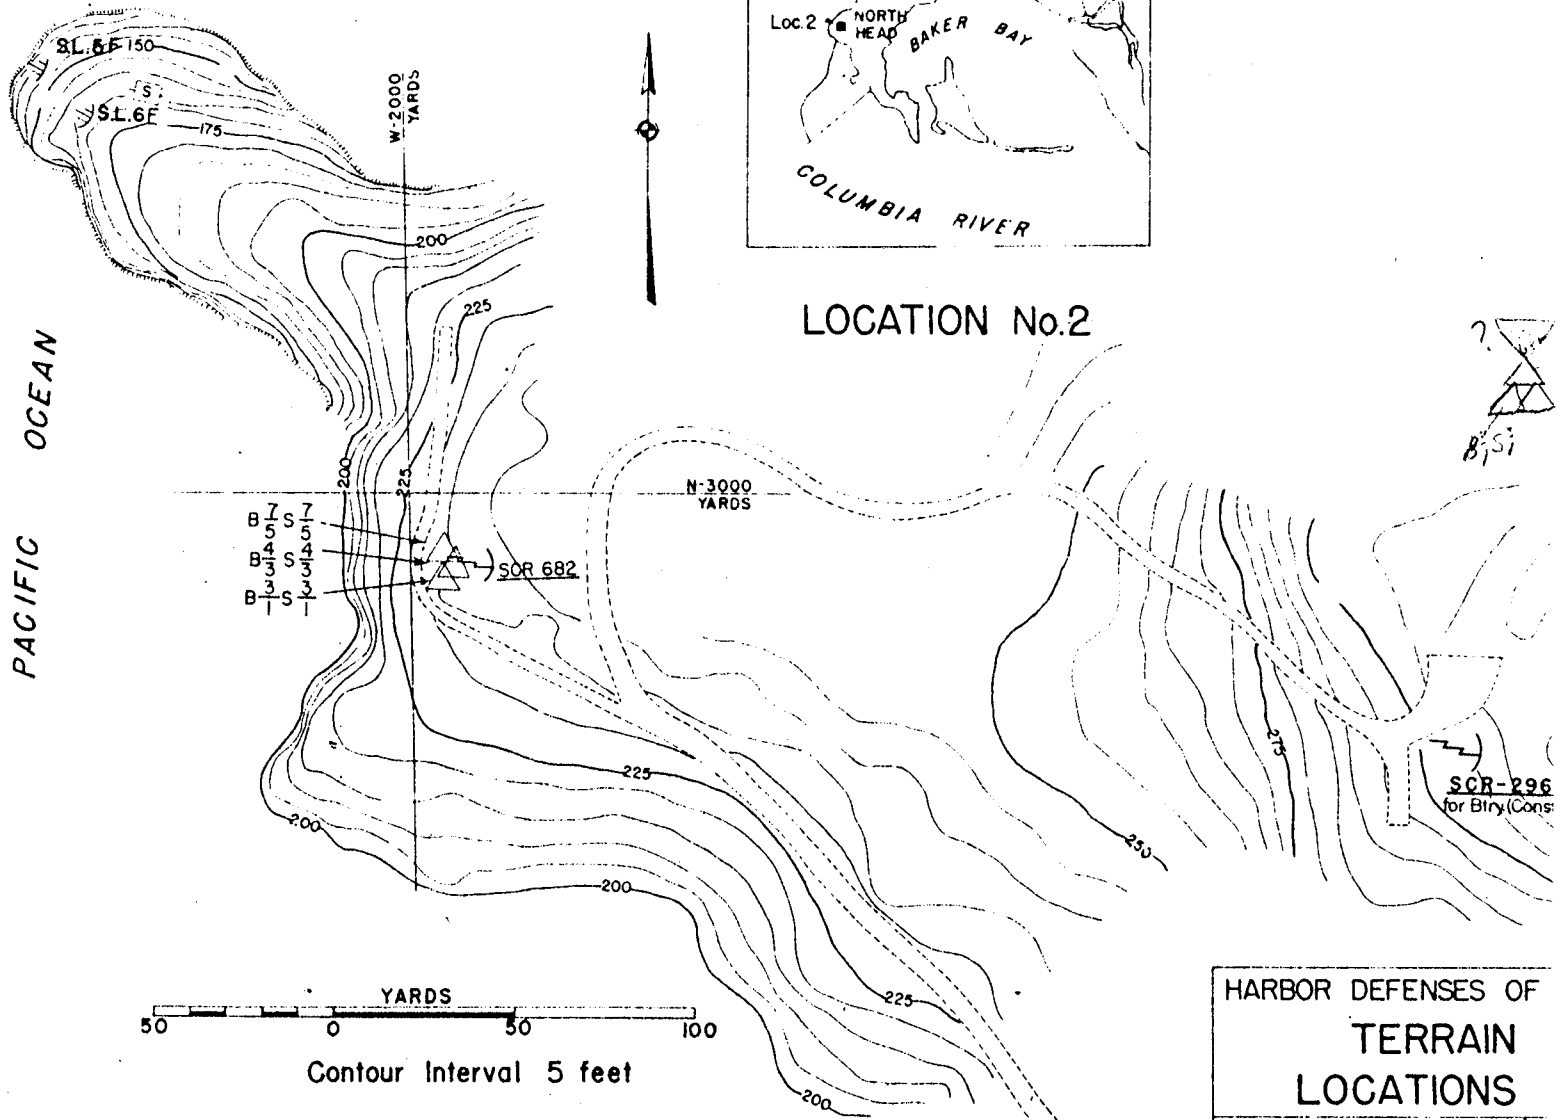 Loc.2
NORTH
HEAD
BAKER BAY
COLUMBIA RIVER
LOCATION No.2
S.L.5F 150
S
S.L.6F
175
W-2000
YARDS
200
225
PACIFIC OCEAN
200
225
N-3000
YARDS
B 7/5 S 7/5
B 4/3 S 4/3
B 3/1 S 3/1
SCR 682
?
275
SCR-296
for Btry.(Cons
225
200
250
200
225
200
YARDS
50 0 50 100
Contour Interval 5 feet
HARBOR DEFENSES OF
TERRAIN
LOCATIONS